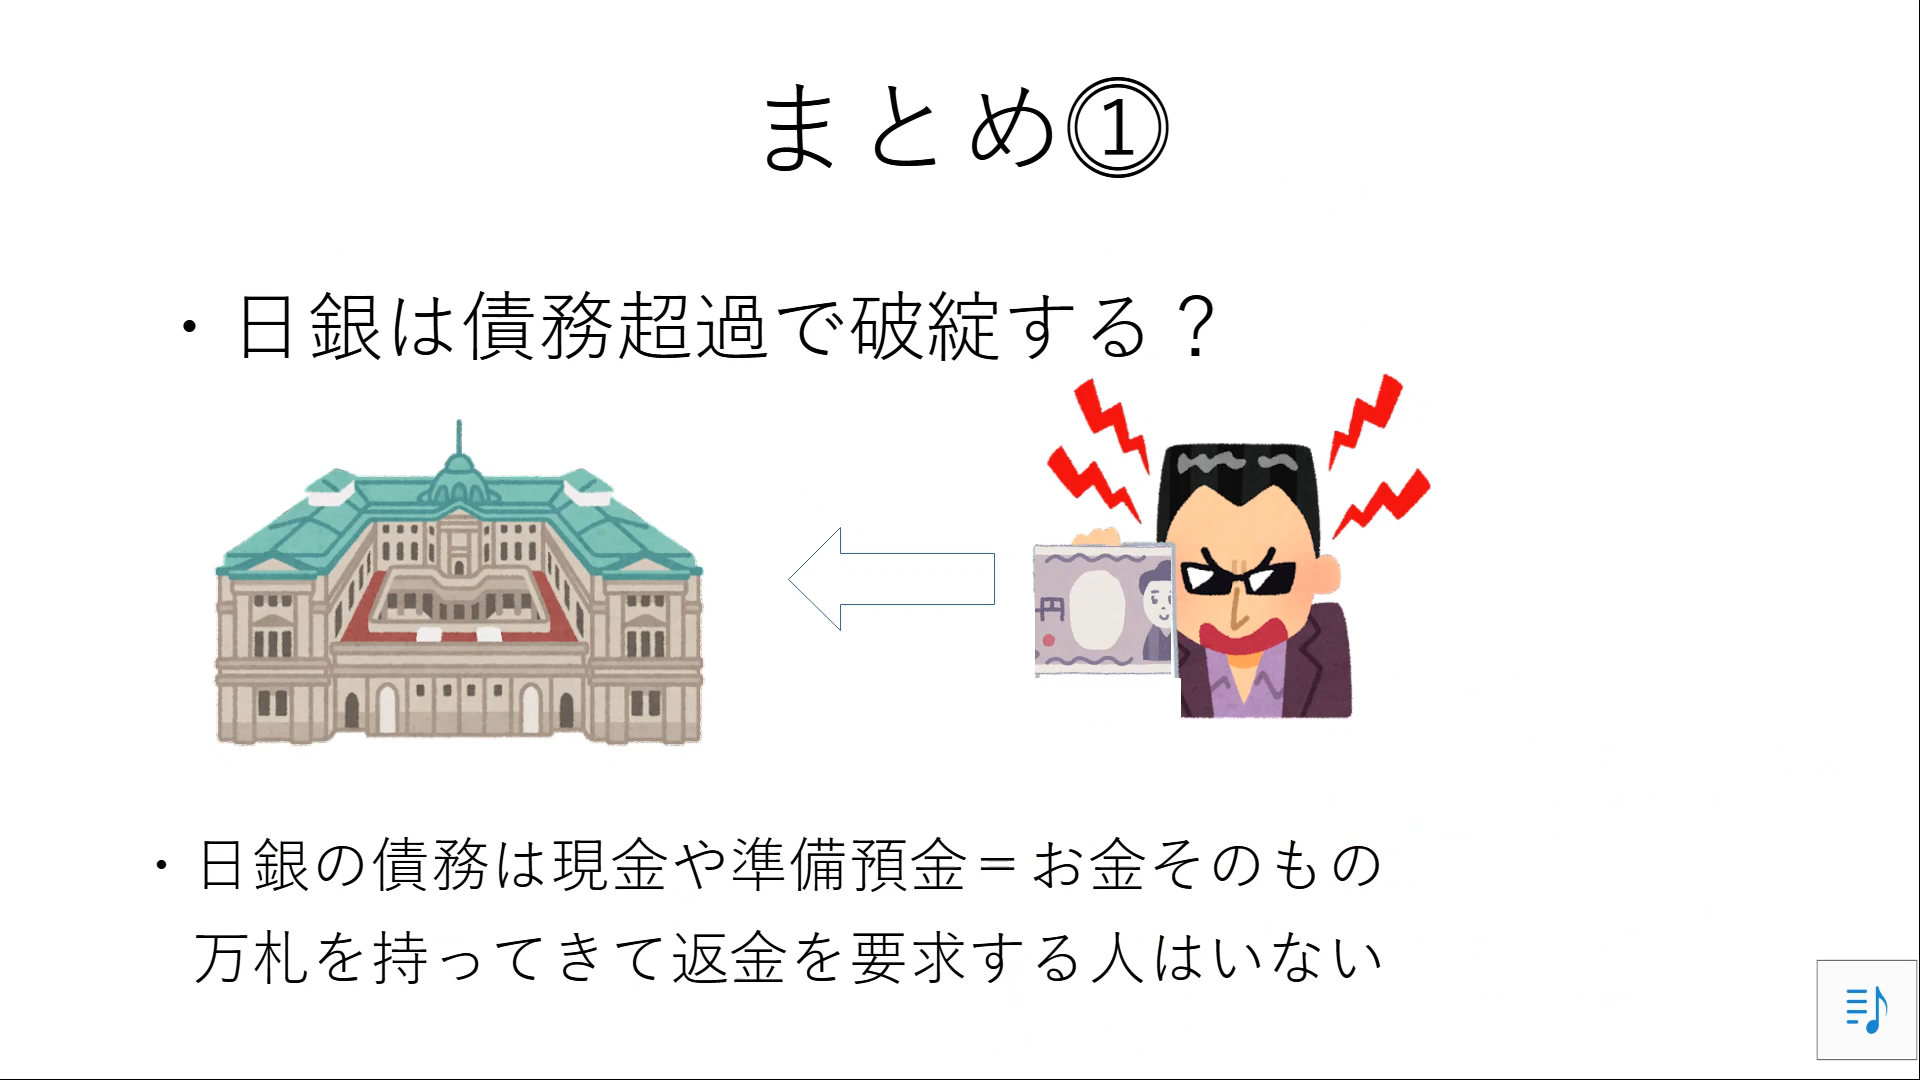 まとめ①
・日銀は債務超過で破綻する？
円
・日銀の債務は現金や準備預金＝お金そのもの
万札を持ってきて返金を要求する人はいない